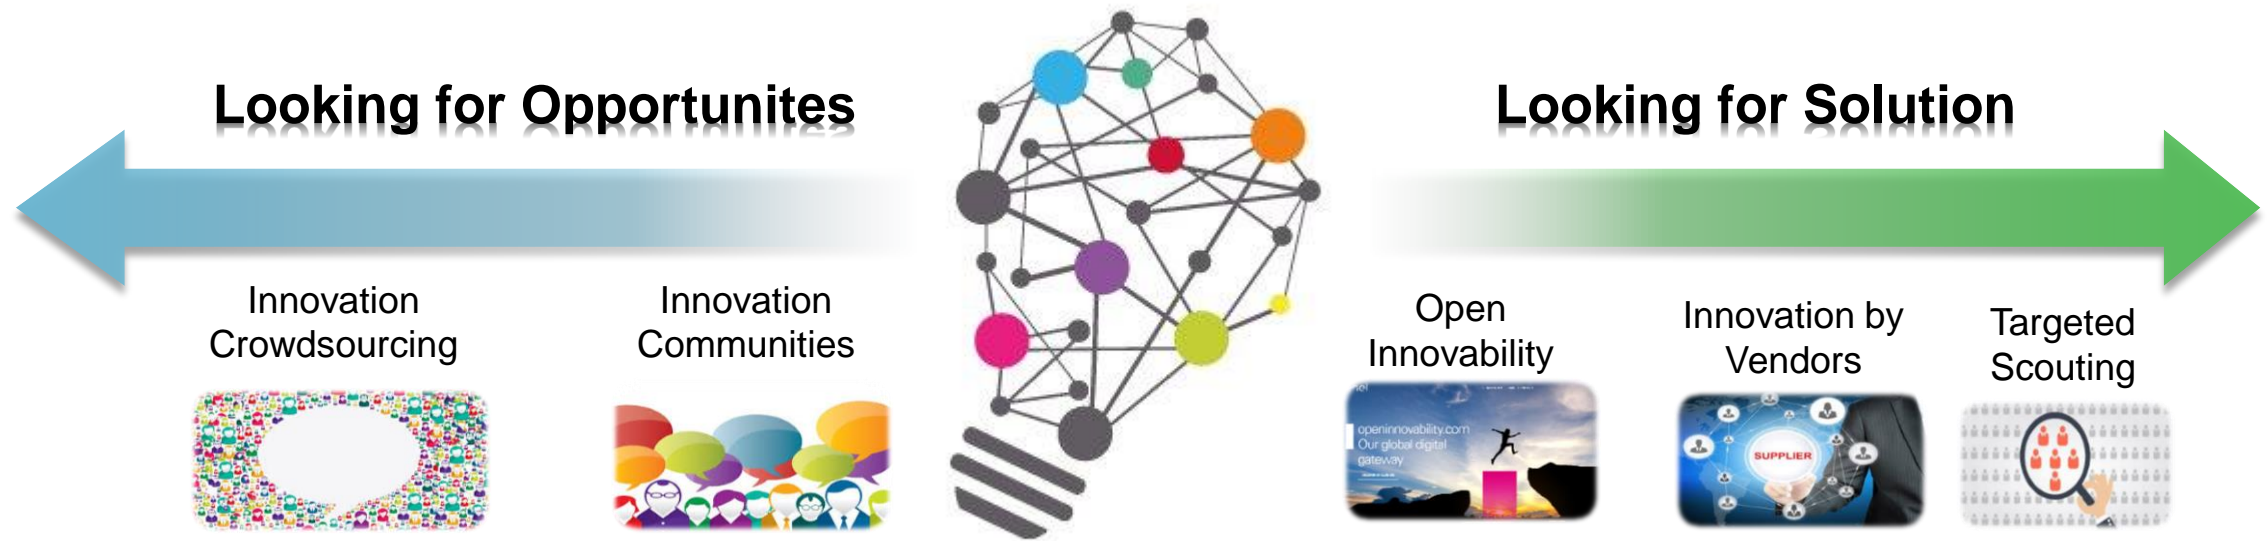 Looking for Opportunites
Looking for Solution
Innovation
Crowdsourcing
Innovation
Communities
Open
Innovability
Innovation by
Vendors
Targeted
Scouting
openinnovability.com
Our global digital
gateway
SUPPLIER